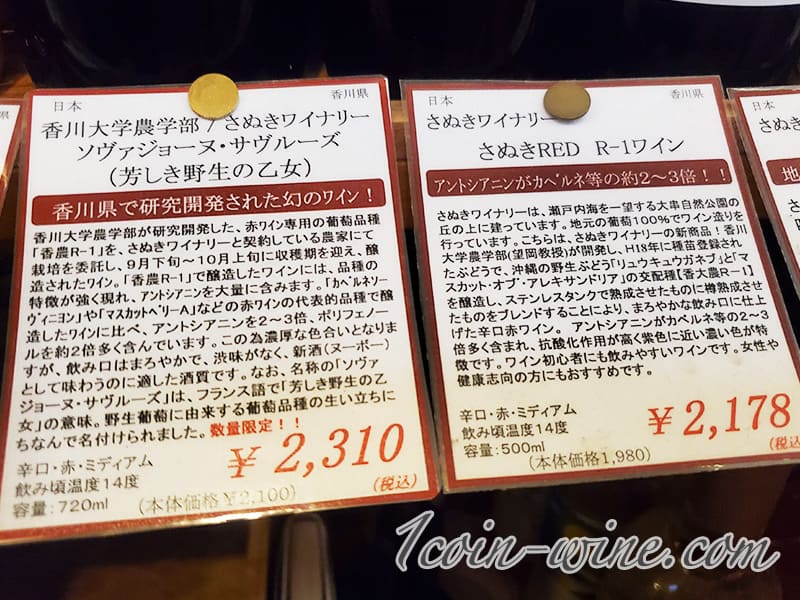 日本
香川県
香川大学農学部 / さぬきワイナリー
ソヴァジョーヌ・サヴルーズ
(芳しき野生の乙女)
香川県で研究開発された幻のワイン!
香川大学農学部が研究開発した、赤ワイン専用の葡萄品種
「香農R-1」を、さぬきワイナリーと契約している農家にて
栽培を委託し、9月下旬~10月上旬に収穫期を迎え、醸
造されたワイン。「香農R-1」で醸造したワインには、品種の
特徴が強く現れ、アントシアニンを大量に含みます。「カベルネソー
ヴィニヨン」や「マスカットベリーA」などの赤ワインの代表的品種で醸
造したワインに比べ、アントシアニンを2~3倍、ポリフェノー
ルを約2倍多く含んでいます。この為濃厚な色合いとなりま
すが、飲み口はまろやかで、渋味がなく、新酒(ヌーボー)
として味わうのに適した酒質です。なお、名称の「ソヴァ
ジョーヌ・サヴルーズ」は、フランス語で「芳しき野生の乙
女」の意味。野生葡萄に由来する葡萄品種の生い立ちに
ちなんで名付けられました。数量限定!!
辛口・赤・ミディアム
飲み頃温度14度
容量:720ml
¥2,310
(税込)
(本体価格¥2,100)
日本
香川県
さぬきワイナリー
さぬきRED R-1ワイン
アントシアニンがカベルネ等の約2~3倍!!
さぬきワイナリーは、瀬戸内海を一望する大串自然公園の
丘の上に建っています。地元の葡萄100%でワイン造りを
行っています。こちらは、さぬきワイナリーの新商品!香川
大学農学部(望岡教授)が開発し、H18年に種苗登録され
たぶどうで、沖縄の野生ぶどう「リュウキュウガネブ」と「マ
スカット・オブ・アレキサンドリア」の交配種【香大農R-1】
を醸造し、ステンレスタンクで熟成させたものに樽熟成させ
たものをブレンドすることにより、まろやかな飲み口に仕上
げた辛口赤ワイン。 アントシアニンがカベルネ等の2~3
倍多く含まれ、抗酸化作用が高く紫色に近い濃い色が特
徴です。ワイン初心者にも飲みやすいワインです。女性や
健康志向の方にもおすすめです。
辛口・赤・ミディアム
飲み頃温度14度
容量:500ml
¥2,178
(税込)
(本体価格1,980)
日本
さぬき
地
1coin-wine.com